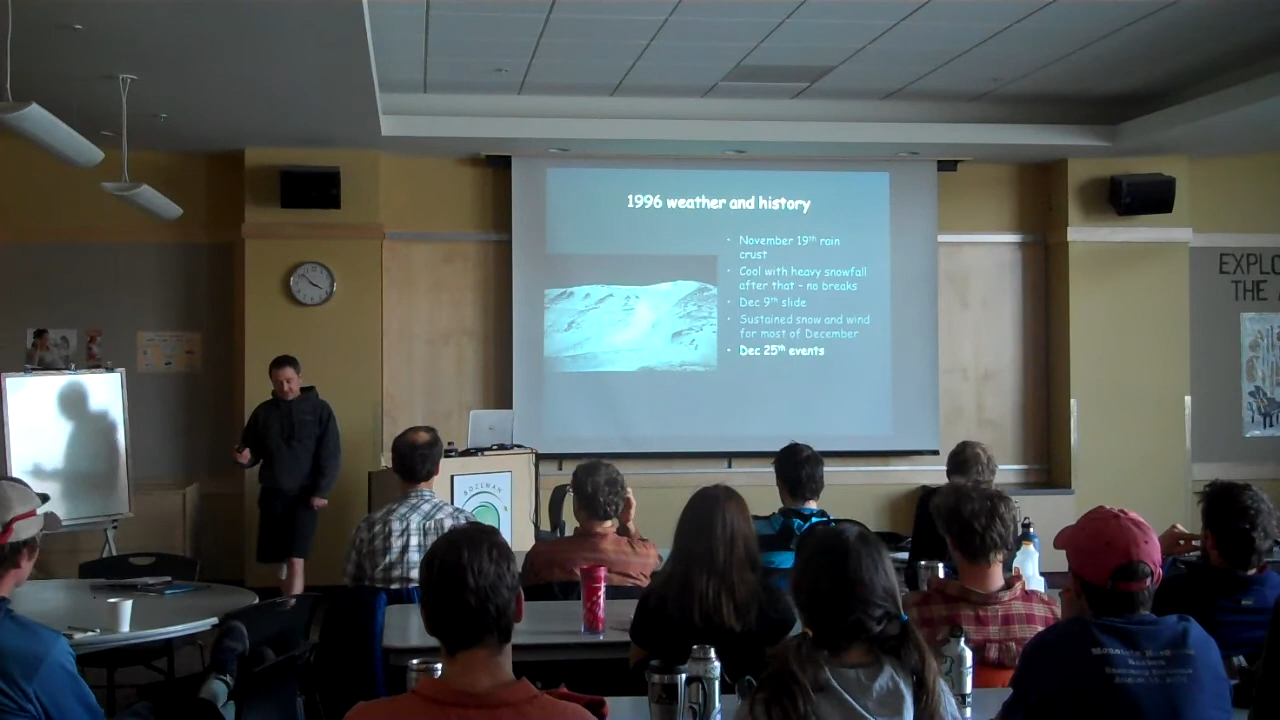 1996 weather and history
• November 19th rain
crust
• Cool with heavy snowfall
after that – no breaks
• Dec 9th slide
• Sustained snow and wind
for most of December
• Dec 25th events
EXPLO
THE A
BOZEMAN